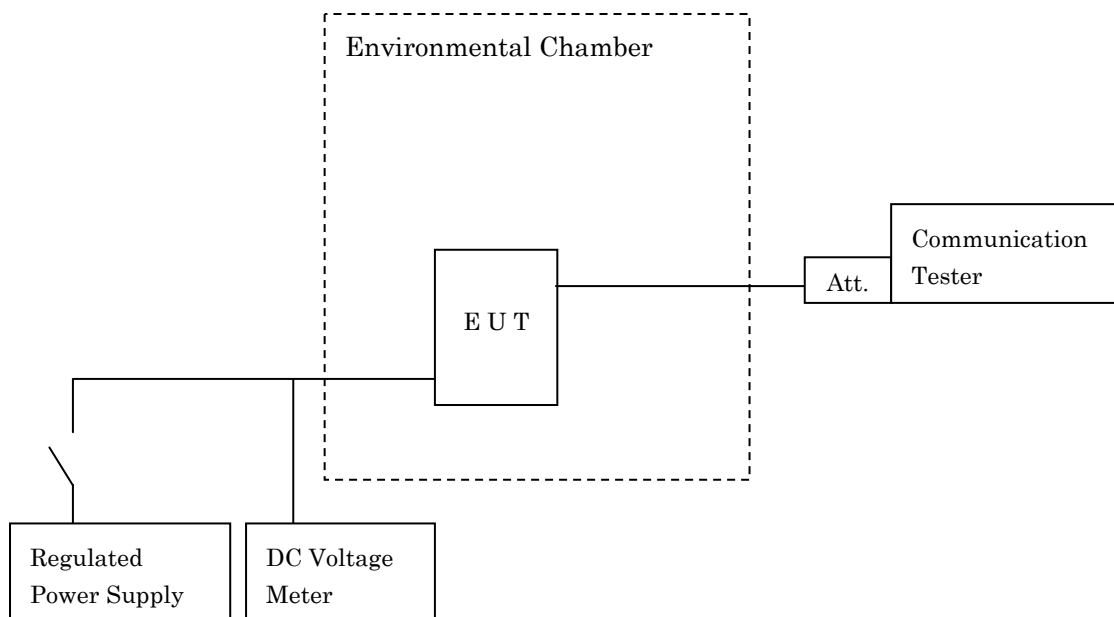 Environmental Chamber
Communication
Tester
Att.
E U T
Regulated
Power Supply
DC Voltage
Meter